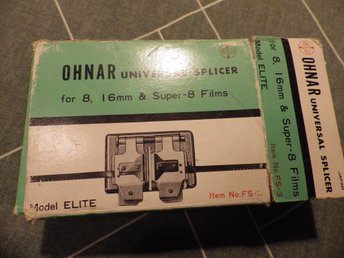 OHNAR UNIVERSAL SPLICER
for 8, 16mm & Super-8 Films
Model ELITE
Item No. FS-3
OHNAR UNIVERSAL SPLICER
for 8, 16mm & Super-8 Films
Model ELITE
Item No. FS-3